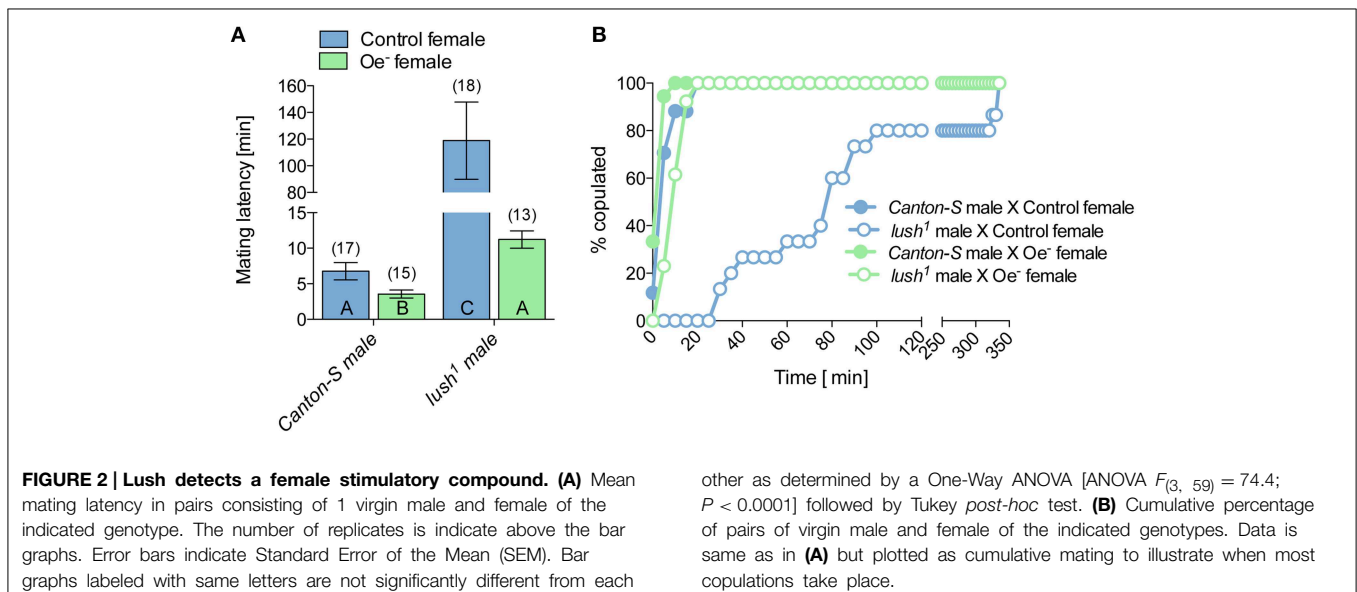 A
Control female
Oe- female
Mating latency [min]
160
140
120
100
80
60
15
10
5
0
(17)
(15)
(18)
(13)
A
B
C
A
Canton-S male
lush1 male
B
% copulated
100
80
60
40
20
0
Canton-S male X Control female
lush1 male X Control female
Canton-S male X Oe- female
lush1 male X Oe- female
0
20
40
60
80
100
120
250
300
350
Time [ min]
FIGURE 2 | Lush detects a female stimulatory compound. (A) Mean
mating latency in pairs consisting of 1 virgin male and female of the
indicated genotype. The number of replicates is indicate above the bar
graphs. Error bars indicate Standard Error of the Mean (SEM). Bar
graphs labeled with same letters are not significantly different from each
other as determined by a One-Way ANOVA [ANOVA F(3, 59) = 74.4;
P < 0.0001] followed by Tukey post-hoc test. (B) Cumulative percentage
of pairs of virgin male and female of the indicated genotypes. Data is
same as in (A) but plotted as cumulative mating to illustrate when most
copulations take place.